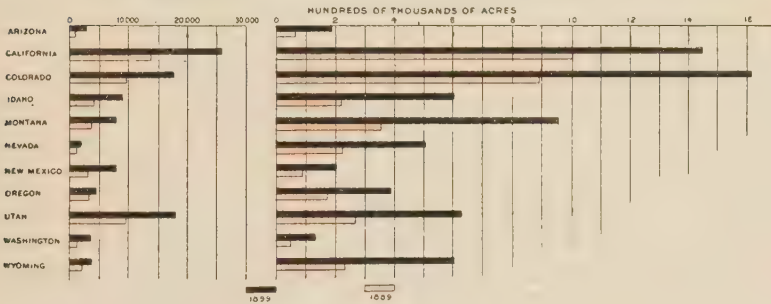 HUNDREDS OF THOUSANDS OF ACRES
0 10000 20000 30000 0 2 4 6 8 10 12 14 16
ARIZONA
CALIFORNIA
COLORADO
IDAHO
MONTANA
NEVADA
NEW MEXICO
OREGON
UTAH
WASHINGTON
WYOMING
1899 1889